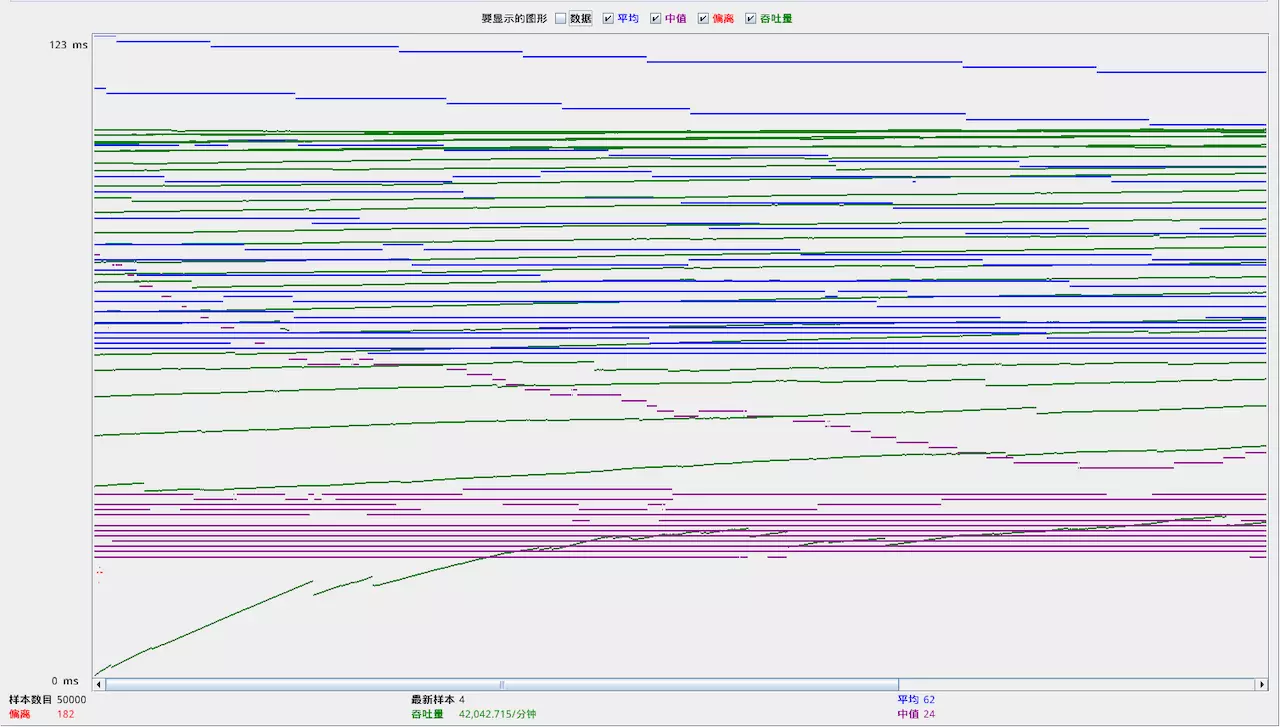 要显示的图形 数据 平均 中值 偏离 吞吐量
123 ms
0 ms
样本数目 50000 最新样本 4 平均 62
偏离 182 吞吐量 42,042.715/分钟 中值 24